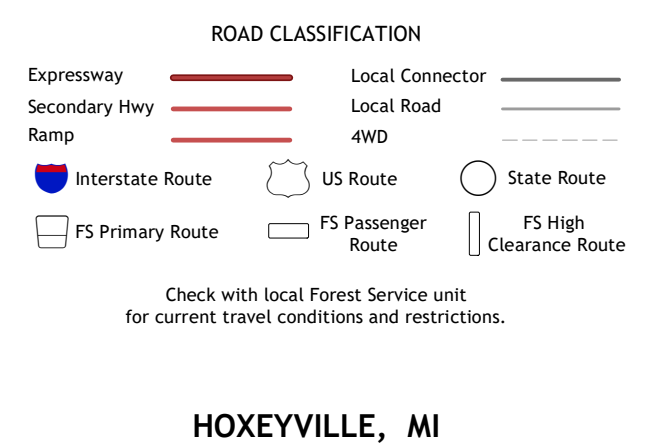 ROAD CLASSIFICATION
Expressway
Local Connector
Secondary Hwy
Local Road
Ramp
4WD
Interstate Route
US Route
State Route
FS Primary Route
FS Passenger
Route
FS High
Clearance Route
Check with local Forest Service unit
for current travel conditions and restrictions.
HOXEYVILLE, MI